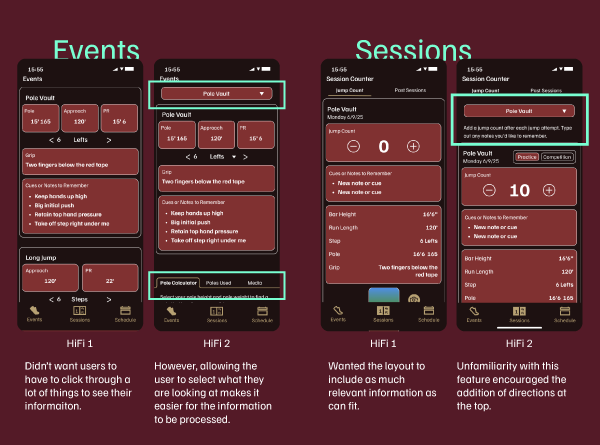 Events
Sessions
15:55
Events
Pole Vault
Pole
15' 165
Approach
120'
PR
15' 6
< 6 Lefts >
Grip
Two fingers below the red tape
Cues or Notes to Remember
• Keep hands up high
• Big initial push
• Retain top hand pressure
• Take off step right under me
Long Jump
Approach
120'
PR
22'
< 6 Steps >
Events
Sessions
Schedule
15:55
Events
Pole Vault
Pole Vault
Pole
15' 165
Approach
120'
PR
15' 6
< 6 Lefts >
Grip
Two fingers below the red tape
Cues or Notes to Remember
• Keep hands up high
• Big initial push
• Retain top hand pressure
• Take off step right under me
Pole Calculator
Poles Used
Media
Select your pole height and pole weight to find a
Events
Sessions
Schedule
15:55
Session Counter
Jump Count
Post Sessions
Pole Vault
Monday 6/9/25
Jump Count
0
Cues or Notes to Remember
• New note or cue
• New note or cue
Bar Height 16'6"
Run Length 120'
Step 6 Lefts
Pole 16'6 165
Grip Two fingers below the
red tape
Events
Sessions
Schedule
15:55
Session Counter
Jump Count
Post Sessions
Pole Vault
Add a jump count after each jump attempt. Type
out any notes you'd like to remember.
Pole Vault
Monday 6/9/25
Practice
Competition
Jump Count
10
Cues or Notes to Remember
• New note or cue
• New note or cue
Bar Height 16'6"
Run Length 120'
Step 6 Lefts
Pole 16'6 165
Events
Sessions
Schedule
HiFi 1
HiFi 2
HiFi 1
HiFi 2
Didn't want users to
have to click through a
lot of things to see their
informaiton.
However, allowing the
user to select what they
are looking at makes it
easier for the information
to be processed.
Wanted the layout to
include as much
relevant information as
can fit.
Unfamiliarity with this
feature encouraged the
addition of directions at
the top.